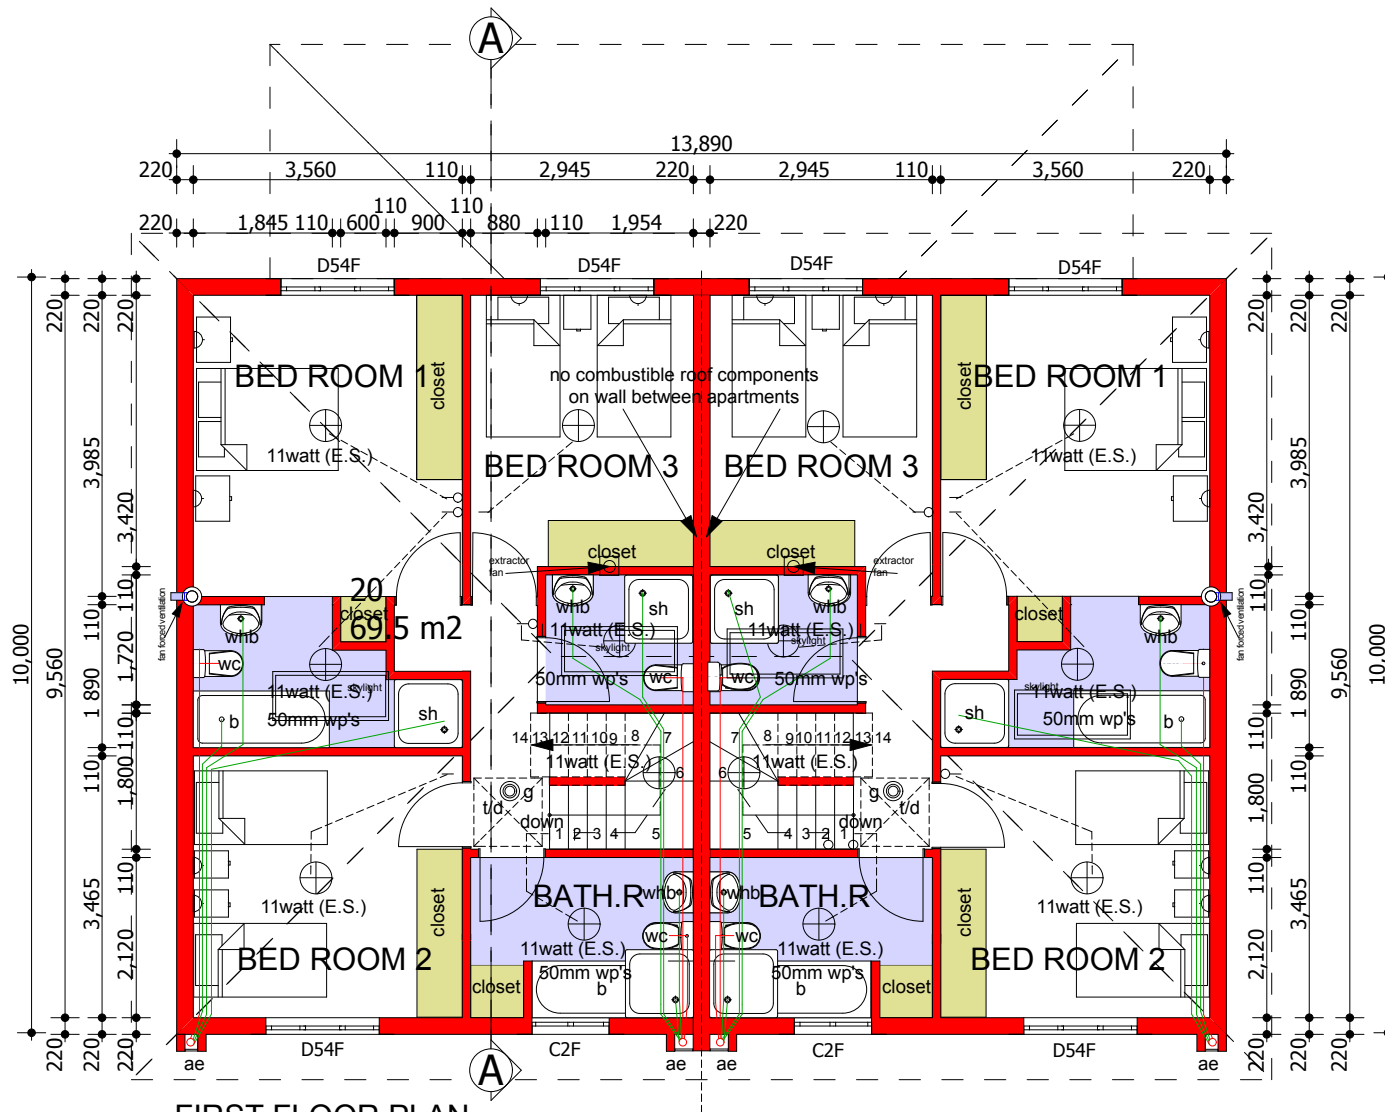 A
13,890
220 3,560 110 2,945 220 2,945 110 3,560 220
110 110
220 1,845 110 600 900 880 110 1,954 220
D54F D54F D54F D54F
220 220 220 220 220 220
BED ROOM 1 closet no combustible roof components closet BED ROOM 1
on wall between apartments
11watt (E.S.) 11watt (E.S.)
BED ROOM 3 BED ROOM 3
3,985 3,985
3,420 3,420
closet closet
extractor fan extractor fan
110 110 110 110
20
69.5 m2
closet closet
fan forced ventilation fan forced ventilation
whb whb sh sh whb whb
11watt (E.S.) 11watt (E.S.)
skylight skylight
wc wc wc
50mm wp's 50mm wp's
10,000 9,560 1,720 1,720 9,560 10,000
1 890 1 890
11watt (E.S.) skylight skylight 11watt (E.S.)
b 50mm wp's sh sh 50mm wp's b
110 110 110 110
14 13 12 11 10 9 8 7 7 8 9 10 11 12 13 14
11watt (E.S.) 11watt (E.S.)
6 6
1,800 1,800
t/d g g t/d
down down
1 2 3 4 5 5 4 3 2 1
110 110
3,465 3,465
closet BATH.R whb whb BATH.R closet
11watt (E.S.) 11watt (E.S.)
wc wc
11watt (E.S.) 11watt (E.S.)
2,120 2,120
BED ROOM 2 BED ROOM 2
50mm wp's 50mm wp's
closet b b closet
220 220 220 220 220 220
D54F C2F C2F D54F
ae ae ae ae
A
FIRST FLOOR PLAN